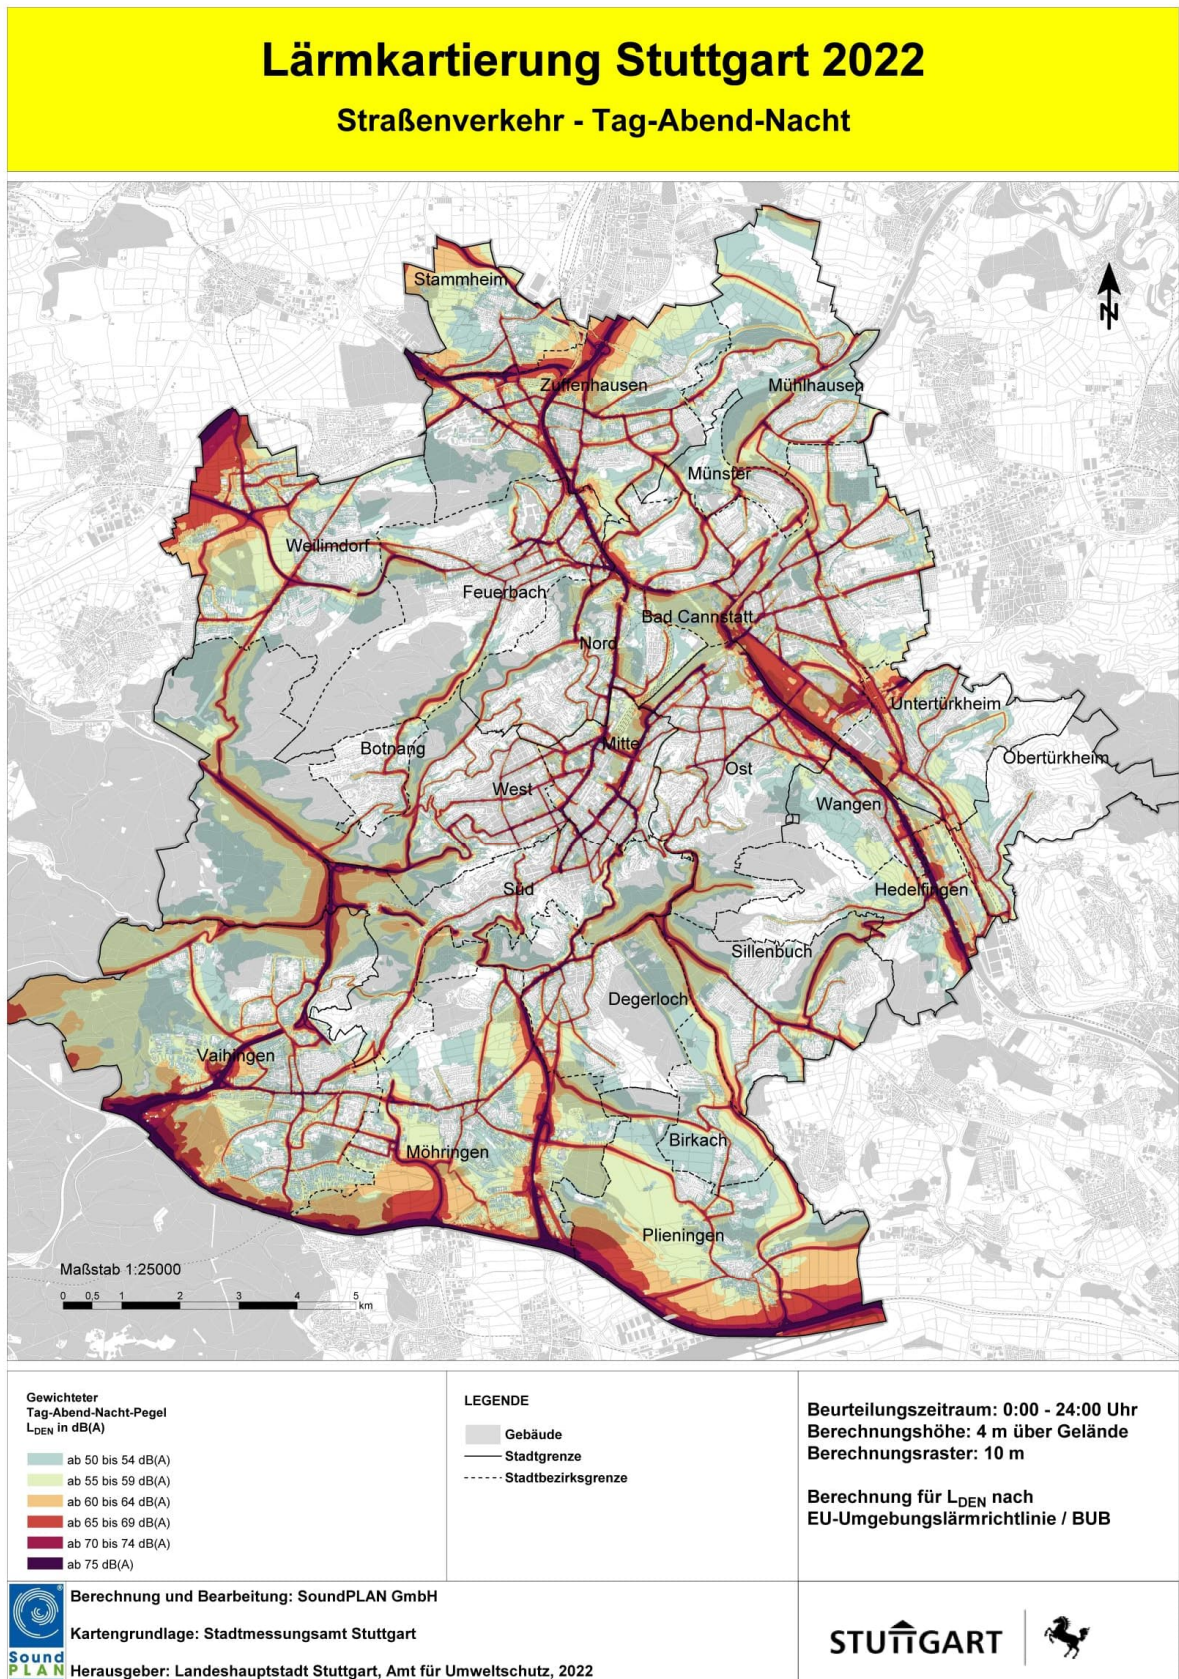 Lärmkartierung Stuttgart 2022
Straßenverkehr - Tag-Abend-Nacht
N
Stammheim
Zuffenhausen
Mühlhausen
Münster
Weilimdorf
Feuerbach
Bad Cannstatt
Nord
Untertürkheim
Botnang
Mitte
Obertürkheim
Ost
West
Wangen
Süd
Hedelfingen
Sillenbuch
Degerloch
Vaihingen
Birkach
Möhringen
Plieningen
Maßstab 1:25000
0 0,5 1 2 3 4 5
km
Gewichteter
Tag-Abend-Nacht-Pegel
LDEN in dB(A)
ab 50 bis 54 dB(A)
ab 55 bis 59 dB(A)
ab 60 bis 64 dB(A)
ab 65 bis 69 dB(A)
ab 70 bis 74 dB(A)
ab 75 dB(A)
LEGENDE
Gebäude
Stadtgrenze
Stadtbezirksgrenze
Beurteilungszeitraum: 0:00 - 24:00 Uhr
Berechnungshöhe: 4 m über Gelände
Berechnungsraster: 10 m
Berechnung für LDEN nach
EU-Umgebungslärmrichtlinie / BUB
Sound
PLAN
®
Berechnung und Bearbeitung: SoundPLAN GmbH
Kartengrundlage: Stadtmessungsamt Stuttgart
Herausgeber: Landeshauptstadt Stuttgart, Amt für Umweltschutz, 2022
STUTTGART